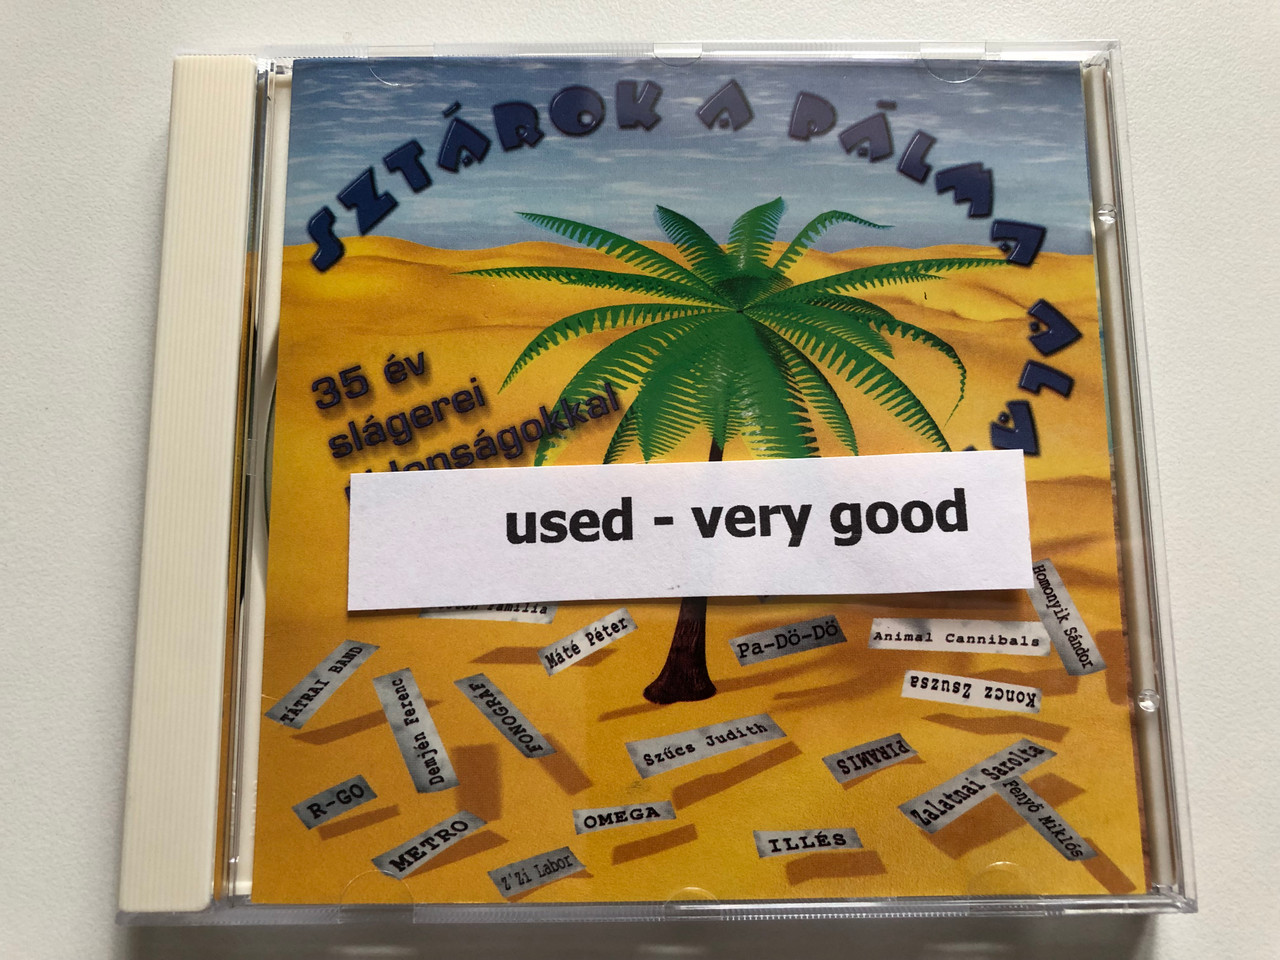 SZTÁROK A PÁLMA ALATT
35 év
slágerei
used - very good
Família
Máté Péter
Pa-Dö-Dö
Animal Cannibals
Homonyik Sándor
TÁTRAI BAND
Demjén Ferenc
FONOGRÁF
Koncz Zsuzsa
Szűcs Judith
PIRAMIS
Zalatnai Sarolta
Fenyő Miklós
R-GO
METRO
OMEGA
ILLÉS
Z'Zi Labor